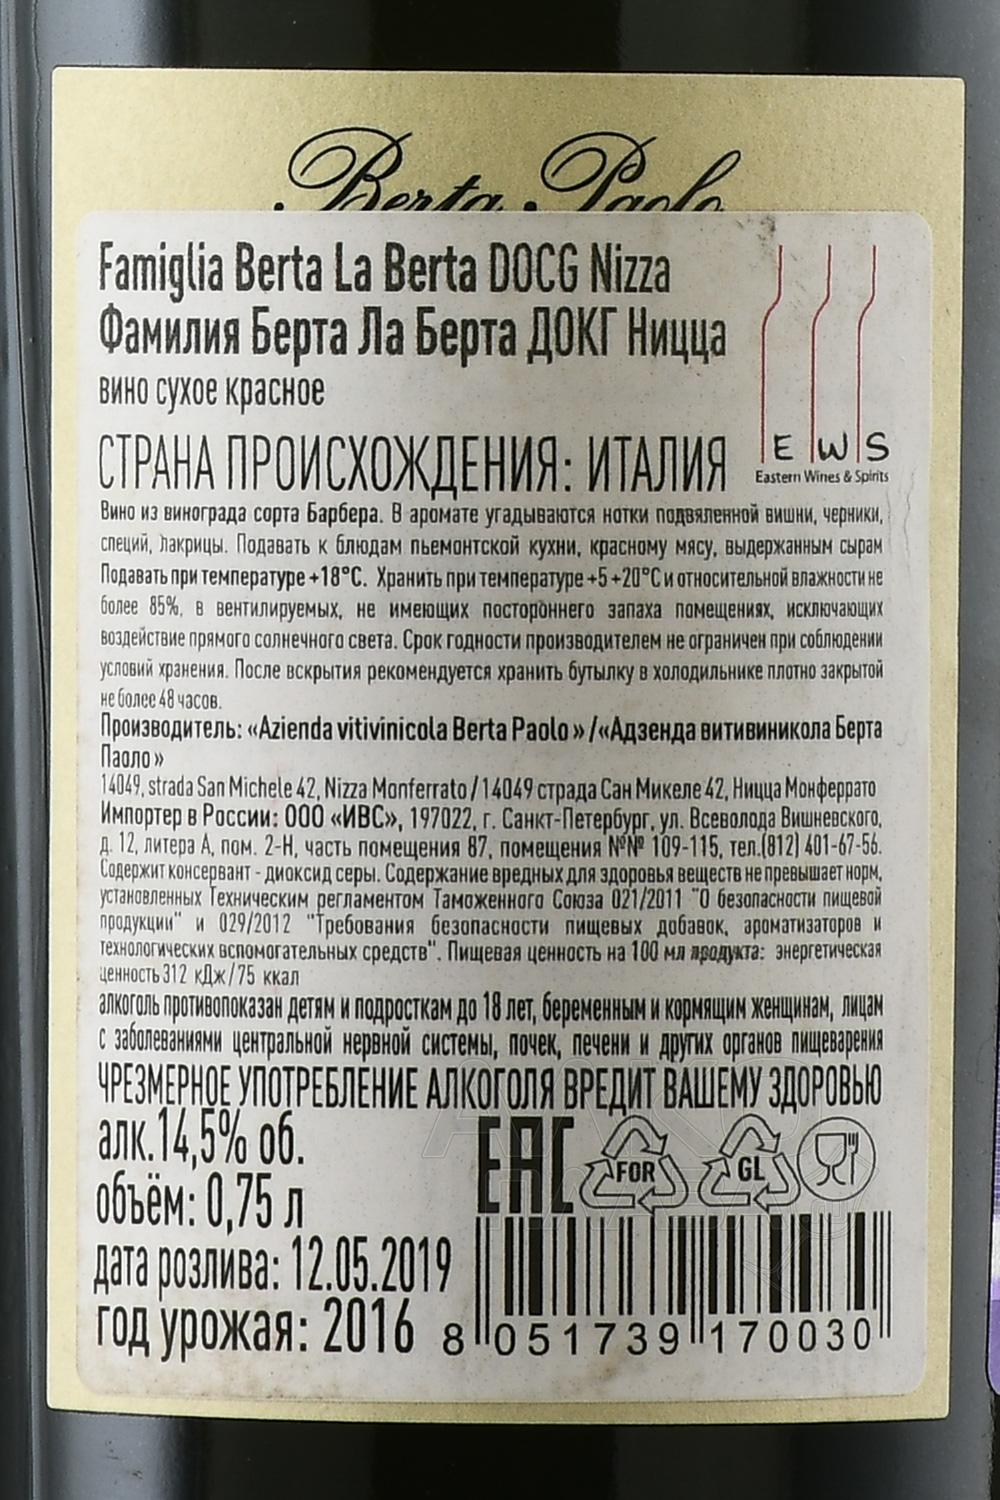 Berta Paolo
Famiglia Berta La Berta DOCG Nizza
Фамилия Берта Ла Берта ДОКГ Ницца
вино сухое красное
E W S
Eastern Wines & Spirits
СТРАНА ПРОИСХОЖДЕНИЯ: ИТАЛИЯ
Вино из винограда сорта Барбера. В аромате угадываются нотки подвяленной вишни, черники,
специй, лакрицы. Подавать к блюдам пьемонтской кухни, красному мясу, выдержанным сырам
Подавать при температуре +18°С. Хранить при температуре +5 +20°С и относительной влажности не
более 85%, в вентилируемых, не имеющих постороннего запаха помещениях, исключающих
воздействие прямого солнечного света. Срок годности производителем не ограничен при соблюдении
условий хранения. После вскрытия рекомендуется хранить бутылку в холодильнике плотно закрытой
не более 48 часов.
Производитель: «Azienda vitivinicola Berta Paolo » /«Адзенда витивиникола Берта
Паоло »
14049, strada San Michele 42, Nizza Monferrato / 14049 страда Сан Микеле 42, Ницца Монферрато
Импортер в России: ООО «ИВС», 197022, г. Санкт-Петербург, ул. Всеволода Вишневского,
д. 12, литера А, пом. 2-Н, часть помещения 87, помещения №№ 109-115, тел.(812) 401-67-56.
Содержит консервант - диоксид серы. Содержание вредных для здоровья веществ не превышает норм,
установленных Техническим регламентом Таможенного Союза 021/2011 "О безопасности пищевой
продукции" и 029/2012 "Требования безопасности пищевых добавок, ароматизаторов и
технологических вспомогательных средств". Пищевая ценность на 100 мл продукта: энергетическая
ценность 312 кДж/75 ккал
алкоголь противопоказан детям и подросткам до 18 лет, беременным и кормящим женщинам, лицам
с заболеваниями центральной нервной системы, почек, печени и других органов пищеварения
ЧРЕЗМЕРНОЕ УПОТРЕБЛЕНИЕ АЛКОГОЛЯ ВРЕДИТ ВАШЕМУ ЗДОРОВЬЮ
алк.14,5% об.
EAC FOR GL
объём: 0,75 л
дата розлива: 12.05.2019
год урожая: 2016
8 051739 170030